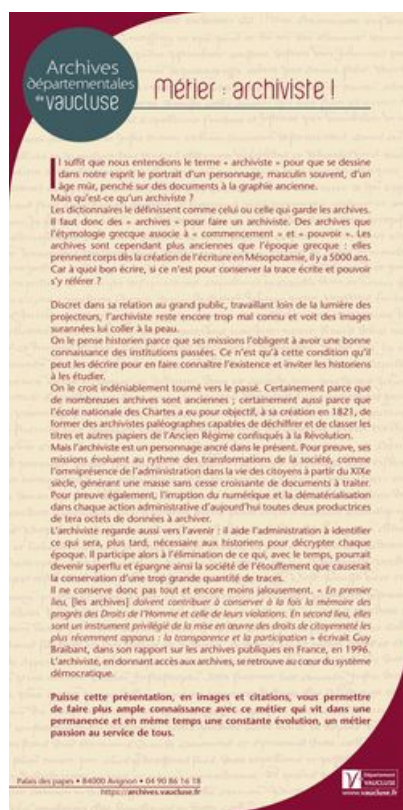 Archives
départementales
de vaucluse
Métier : archiviste !
Il suffit que nous entendions le terme « archiviste » pour que se dessine
dans notre esprit le portrait d'un personnage, masculin souvent, d'un
âge mûr, penché sur des documents à la graphie ancienne.
Mais qu'est-ce qu'un archiviste ?
Les dictionnaires le définissent comme celui ou celle qui garde les archives.
Il faut donc des « archives » pour faire un archiviste. Des archives que
l'étymologie grecque associe à « commencement » et « pouvoir ». Les
archives sont cependant plus anciennes que l'époque grecque : elles
prennent corps dès la création de l'écriture en Mésopotamie, il y a 5000 ans.
Car à quoi bon écrire, si ce n'est pour conserver la trace écrite et pouvoir
s'y référer ?
Discret dans sa relation au grand public, travaillant loin de la lumière des
projecteurs, l'archiviste reste encore trop mal connu et voit des images
surannées lui coller à la peau.
On le pense historien parce que ses missions l'obligent à avoir une bonne
connaissance des institutions passées. Ce n'est qu'à cette condition qu'il
peut les décrire pour en faire connaître l'existence et inviter les historiens
à les étudier.
On le croit indéniablement tourné vers le passé. Certainement parce que
de nombreuses archives sont anciennes ; certainement aussi parce que
l'école nationale des Chartes a eu pour objectif, à sa création en 1821, de
former des archivistes paléographes capables de déchiffrer et de classer les
titres et autres papiers de l'Ancien Régime confisqués à la Révolution.
Mais l'archiviste est un personnage ancré dans le présent. Pour preuve, ses
missions évoluent au rythme des transformations de la société, comme
l'omniprésence de l'administration dans la vie des citoyens à partir du XIXe
siècle, générant une masse sans cesse croissante de documents à traiter.
Pour preuve également, l'irruption du numérique et la dématérialisation
dans chaque action administrative d'aujourd'hui toutes deux productrices
de tera octets de données à archiver.
L'archiviste regarde aussi vers l'avenir : il aide l'administration à identifier
ce qui sera, plus tard, nécessaire aux historiens pour décrypter chaque
époque. Il participe alors à l'élimination de ce qui, avec le temps, pourrait
devenir superflu et épargne ainsi la société de l'étouffement que causerait
la conservation d'une trop grande quantité de traces.
Il ne conserve donc pas tout et encore moins jalousement. « En premier
lieu, [les archives] doivent contribuer à conserver à la fois la mémoire des
progrès des Droits de l'Homme et celle de leurs violations. En second lieu, elles
sont un instrument privilégié de la mise en œuvre des droits de citoyenneté les
plus récemment apparus : la transparence et la participation » écrivait Guy
Braibant, dans son rapport sur les archives publiques en France, en 1996.
L'archiviste, en donnant accès aux archives, se retrouve au cœur du système
démocratique.
Puisse cette présentation, en images et citations, vous permettre
de faire plus ample connaissance avec ce métier qui vit dans une
permanence et en même temps une constante évolution, un métier
passion au service de tous.
Palais des papes • 84000 Avignon • 04 90 86 16 18
https://archives.vaucluse.fr
Département
VAUCLUSE
www.vaucluse.fr